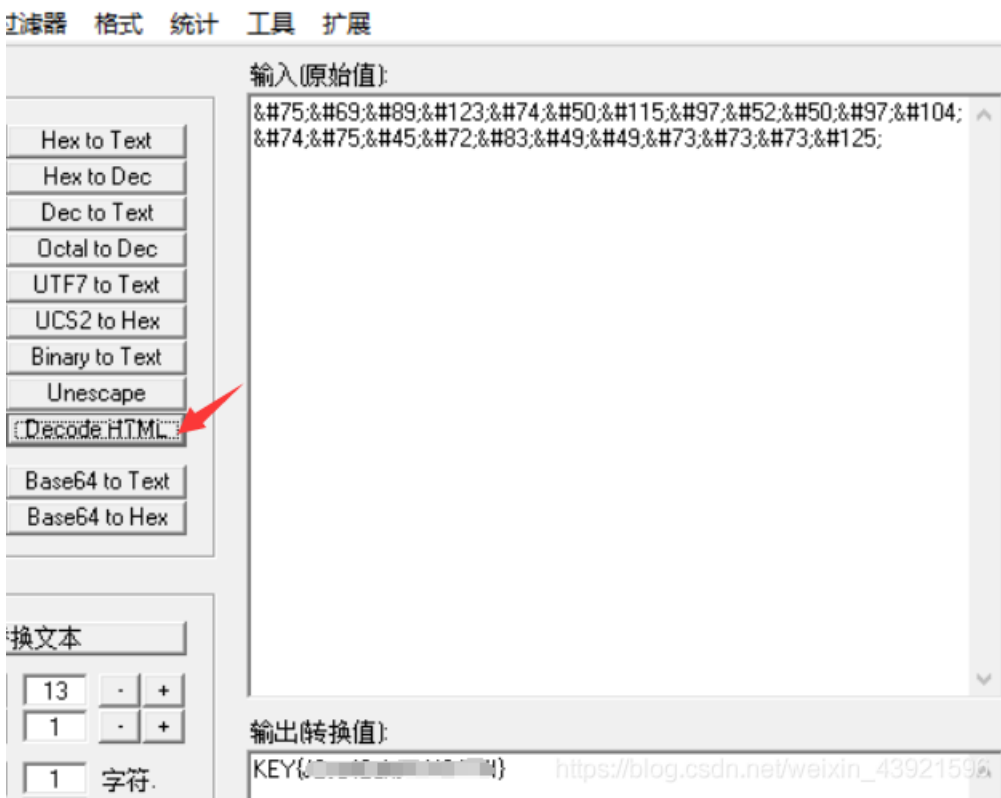 过滤器 格式 统计 工具 扩展
输入(原始值):
&#75;&#69;&#89;&#123;&#74;&#50;&#115;&#97;&#52;&#50;&#97;&#104;
&#74;&#75;&#45;&#72;&#83;&#49;&#49;&#73;&#73;&#73;&#125;
Hex to Text
Hex to Dec
Dec to Text
Octal to Dec
UTF7 to Text
UCS2 to Hex
Binary to Text
Unescape
Decode HTML
Base64 to Text
Base64 to Hex
换文本
13 - +
1 - +
1 字符.
输出(转换值):
KEY{ }
https://blog.csdn.net/weixin_4392159